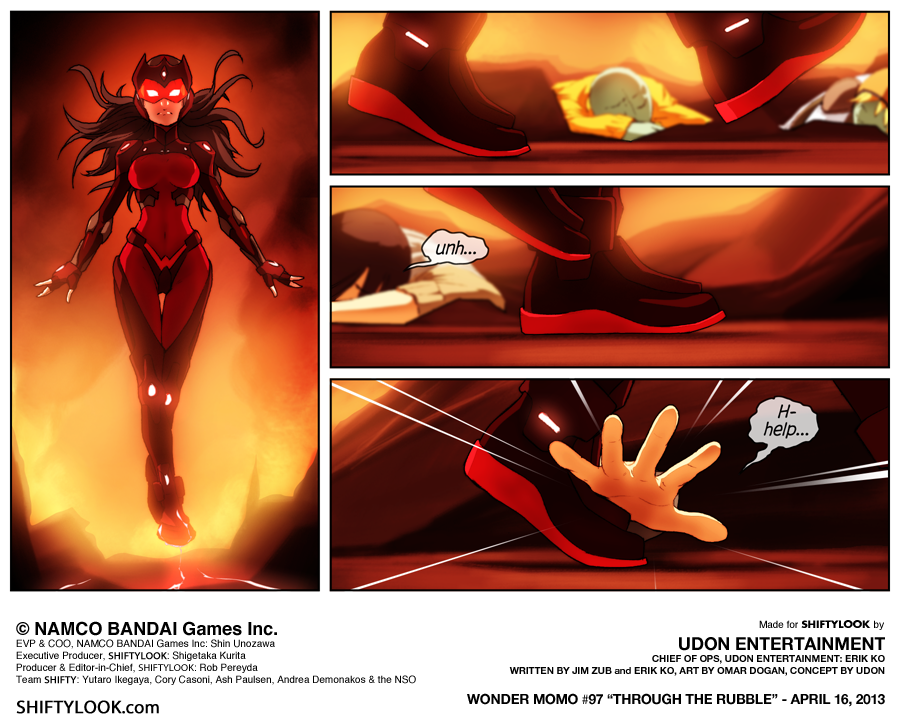 unh...
H-
help...
© NAMCO BANDAI Games Inc.
EVP & COO, NAMCO BANDAI Games Inc: Shin Unozawa
Executive Producer, SHIFTYLOOK: Shigetaka Kurita
Producer & Editor-in-Chief, SHIFTYLOOK: Rob Pereyda
Team SHIFTY: Yutaro Ikegaya, Cory Casoni, Ash Paulsen, Andrea Demonakos & the NSO
SHIFTYLOOK.com
Made for SHIFTYLOOK by
UDON ENTERTAINMENT
CHIEF OF OPS, UDON ENTERTAINMENT: ERIK KO
WRITTEN BY JIM ZUB and ERIK KO, ART BY OMAR DOGAN, CONCEPT BY UDON
WONDER MOMO #97 “THROUGH THE RUBBLE” - APRIL 16, 2013